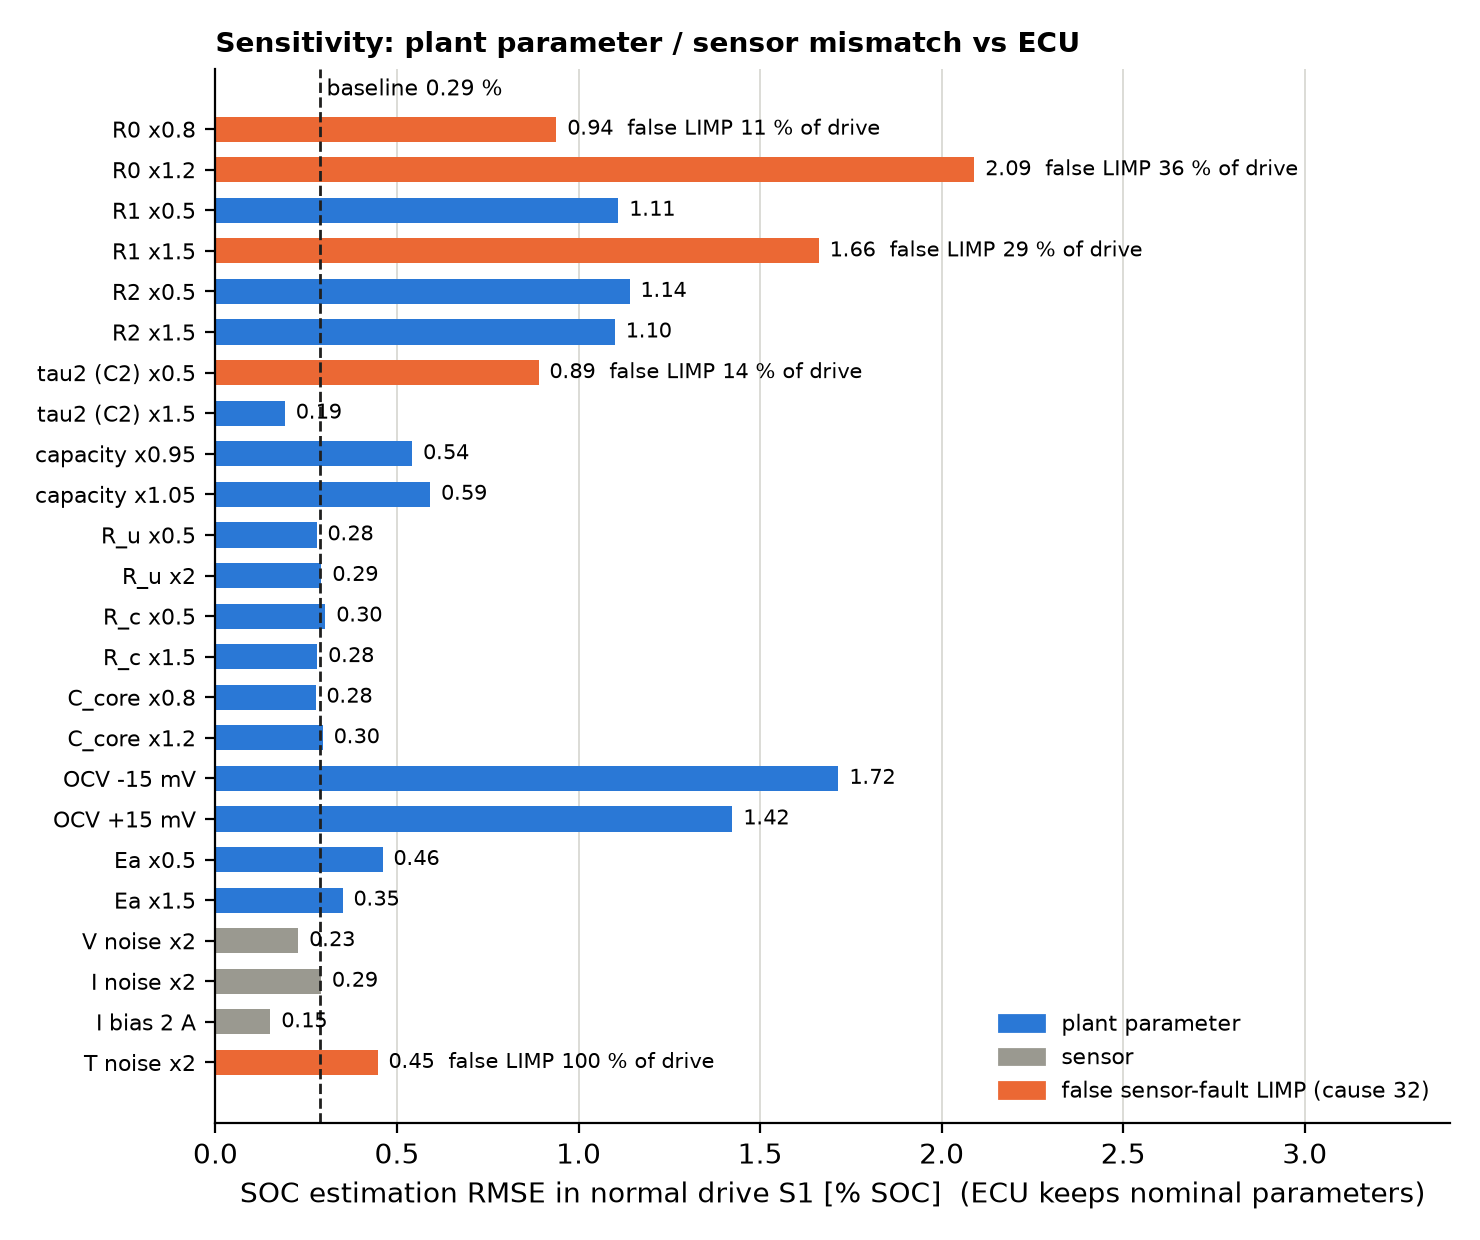 Sensitivity: plant parameter / sensor mismatch vs ECU
baseline 0.29 %
R0 x0.8 0.94 false LIMP 11 % of drive
R0 x1.2 2.09 false LIMP 36 % of drive
R1 x0.5 1.11
R1 x1.5 1.66 false LIMP 29 % of drive
R2 x0.5 1.14
R2 x1.5 1.10
tau2 (C2) x0.5 0.89 false LIMP 14 % of drive
tau2 (C2) x1.5 0.19
capacity x0.95 0.54
capacity x1.05 0.59
R_u x0.5 0.28
R_u x2 0.29
R_c x0.5 0.30
R_c x1.5 0.28
C_core x0.8 0.28
C_core x1.2 0.30
OCV -15 mV 1.72
OCV +15 mV 1.42
Ea x0.5 0.46
Ea x1.5 0.35
V noise x2 0.23
I noise x2 0.29
I bias 2 A 0.15
T noise x2 0.45 false LIMP 100 % of drive
plant parameter
sensor
false sensor-fault LIMP (cause 32)
0.0 0.5 1.0 1.5 2.0 2.5 3.0
SOC estimation RMSE in normal drive S1 [% SOC] (ECU keeps nominal parameters)